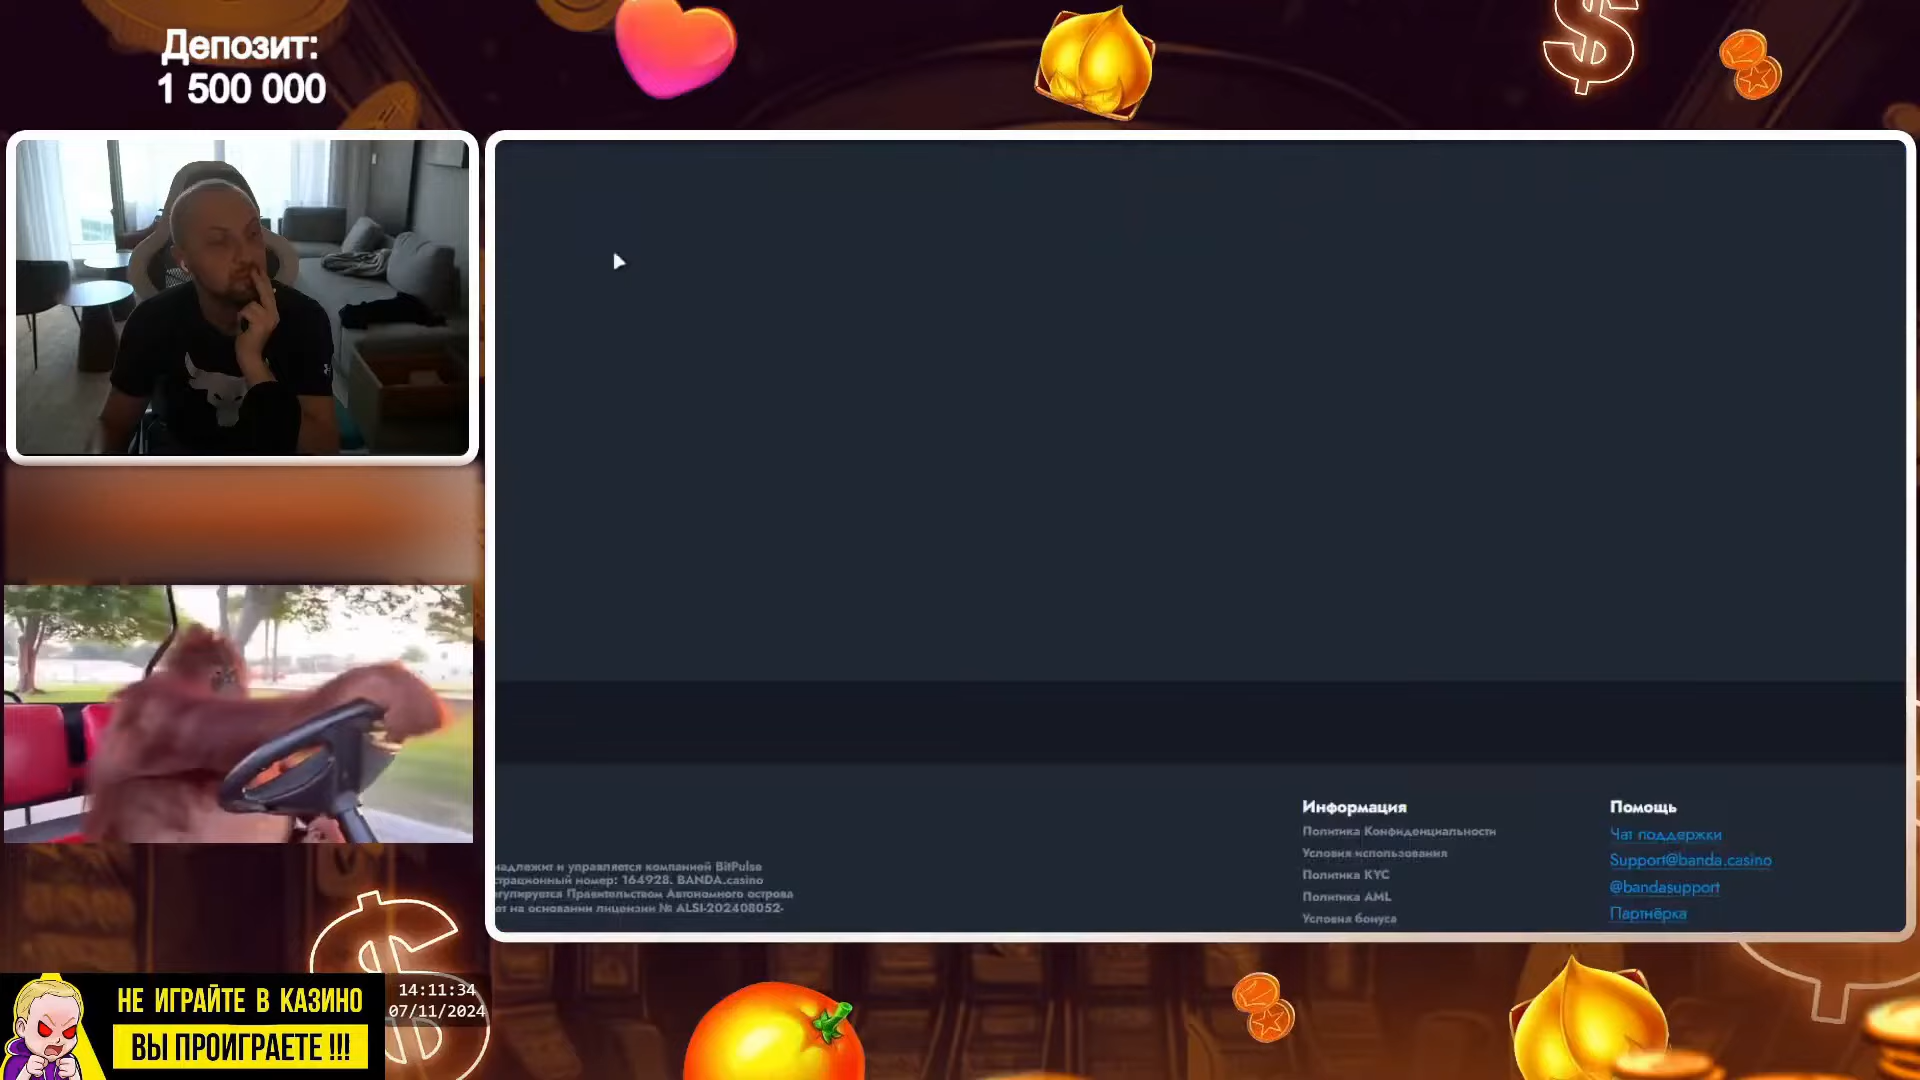 Депозит:
1 500 000
надлежит и управляется компанией BitPulse
страционный номер: 164928. BANDA.casino
гулируется Правительством Автономного острова
ет на основании лицензии № ALSI-202408052-
Информация
Политика Конфиденциальности
Условия использования
Политика KYC
Политика AML
Условия бонуса
Помощь
Чат поддержки
Support@banda.casino
@bandasupport
Партнёрка
НЕ ИГРАЙТЕ В КАЗИНО
ВЫ ПРОИГРАЕТЕ !!!
14:11:34
07/11/2024